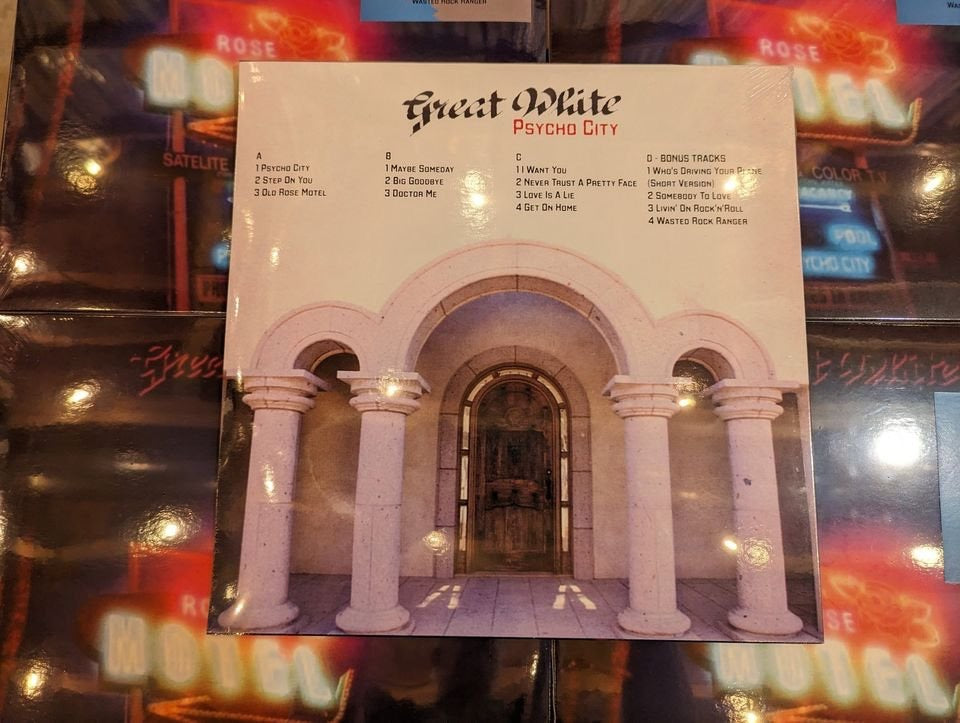 Wasted Rock Ranger
ROSE
MOTEL
ROSE
SATELITE
COLOR T.V
VACANCY
POOL
PSYCHO CITY
Great White
Psycho City
A
1 Psycho City
2 Step On You
3 Old Rose Motel
B
1 Maybe Someday
2 Big Goodbye
3 Doctor Me
C
1 I Want You
2 Never Trust A Pretty Face
3 Love Is A Lie
4 Get On Home
D - Bonus Tracks
1 Who's Driving Your Plane
(Short Version)
2 Somebody To Love
3 Livin' On Rock'n'Roll
4 Wasted Rock Ranger
MOTEL
MOTEL